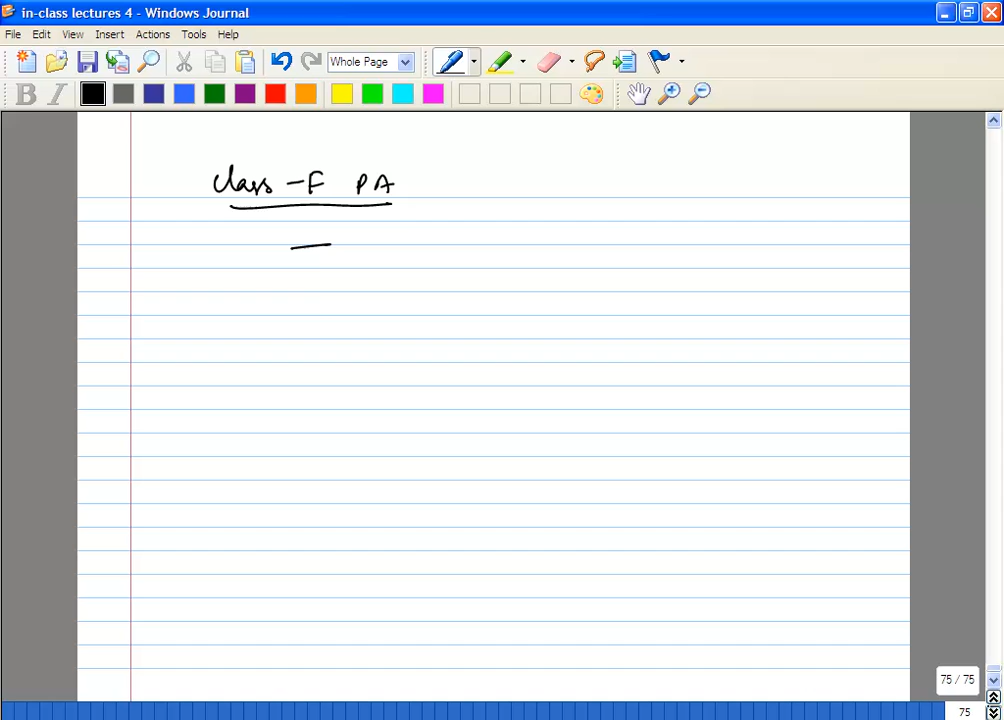 in-class lectures 4 - Windows Journal
File Edit View Insert Actions Tools Help
Whole Page
B I
class - F PA
75 / 75
75